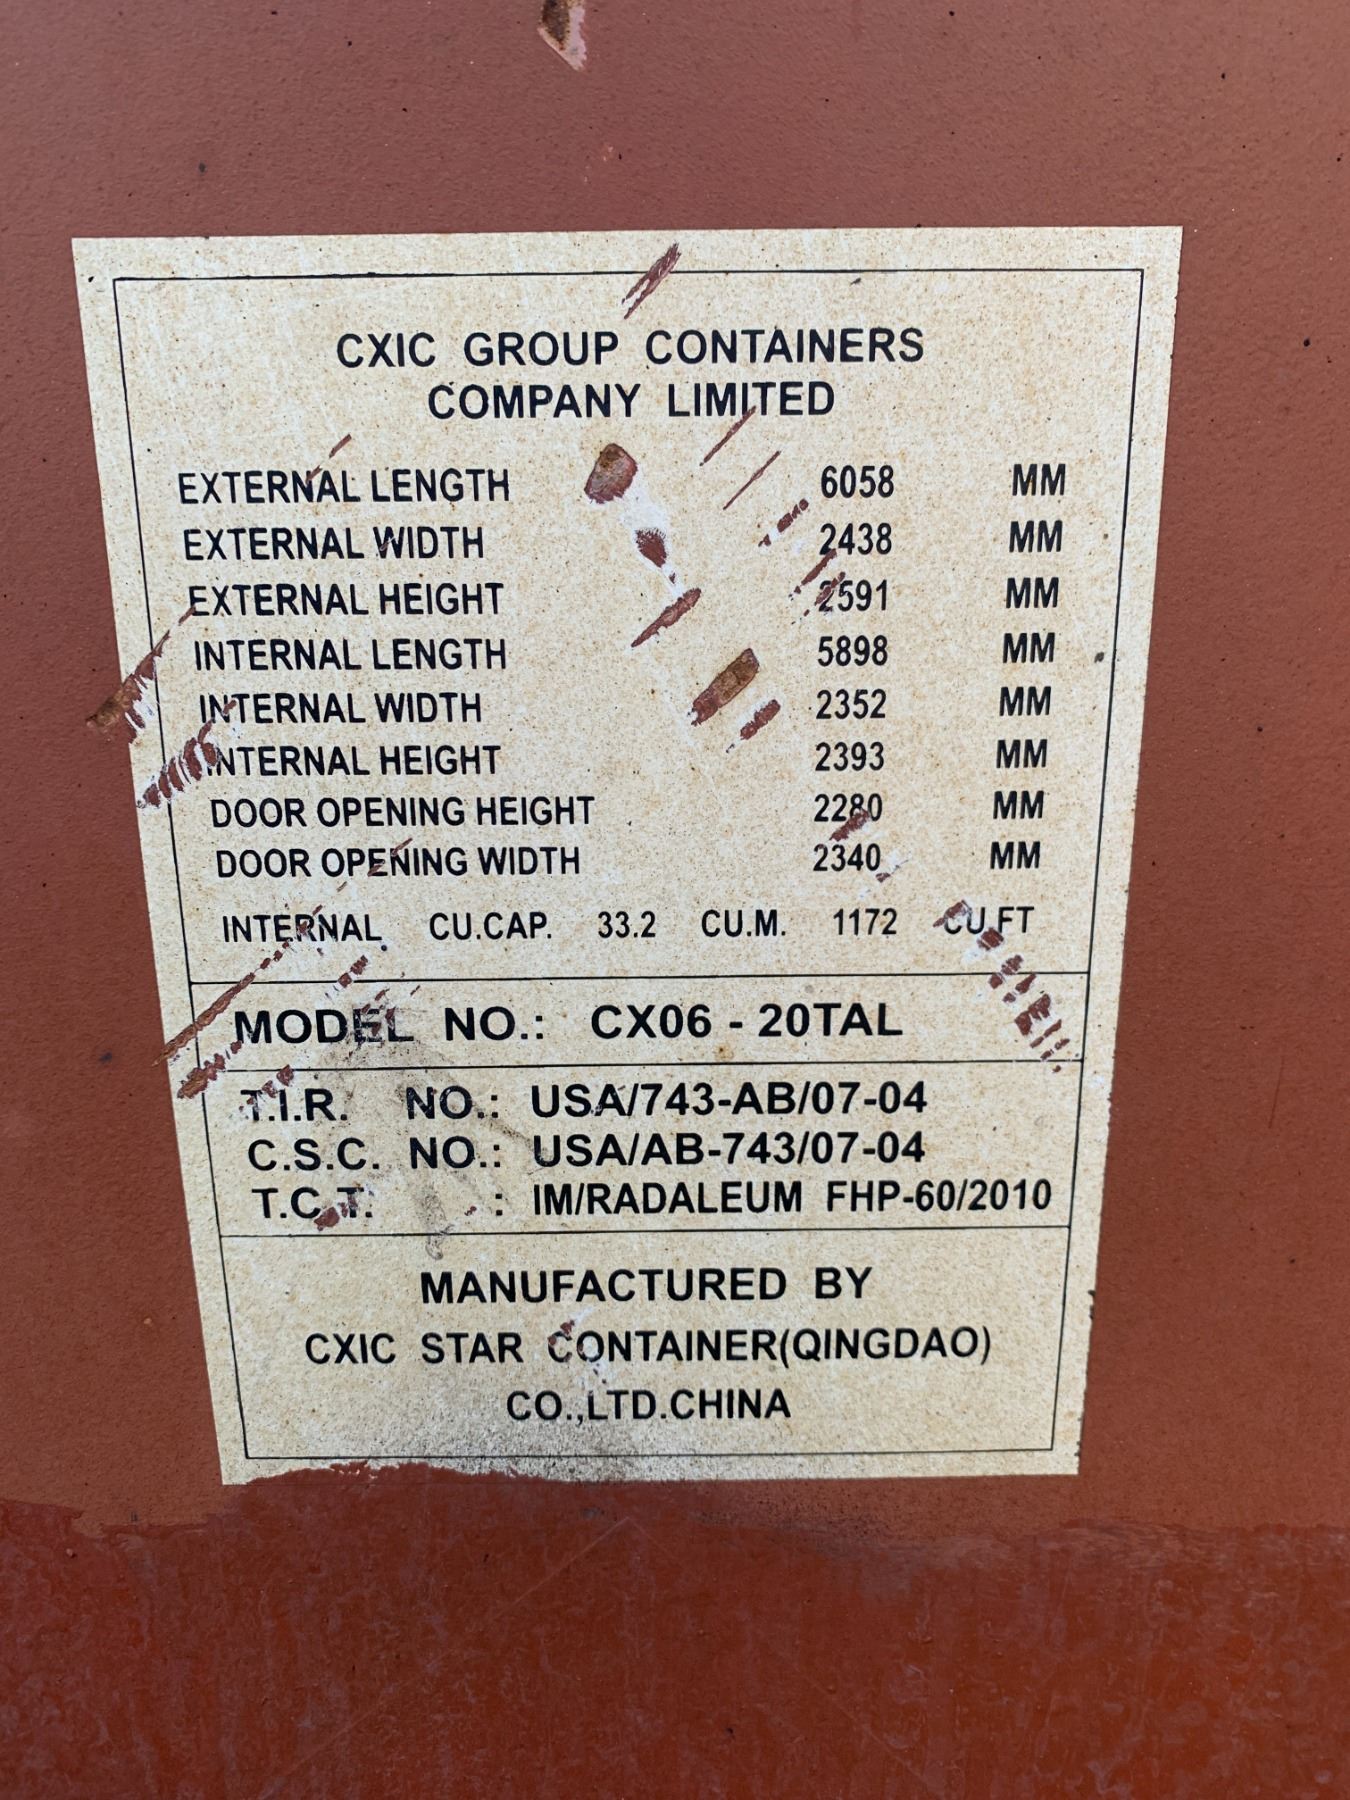 CXIC GROUP CONTAINERS
COMPANY LIMITED
EXTERNAL LENGTH 6058 MM
EXTERNAL WIDTH 2438 MM
EXTERNAL HEIGHT 2591 MM
INTERNAL LENGTH 5898 MM
INTERNAL WIDTH 2352 MM
INTERNAL HEIGHT 2393 MM
DOOR OPENING HEIGHT 2280 MM
DOOR OPENING WIDTH 2340 MM
INTERNAL CU.CAP. 33.2 CU.M. 1172 CU.FT
MODEL NO.: CX06 - 20TAL
T.I.R. NO.: USA/743-AB/07-04
C.S.C. NO.: USA/AB-743/07-04
T.C.T. : IM/RADALEUM FHP-60/2010
MANUFACTURED BY
CXIC STAR CONTAINER(QINGDAO)
CO.,LTD.CHINA